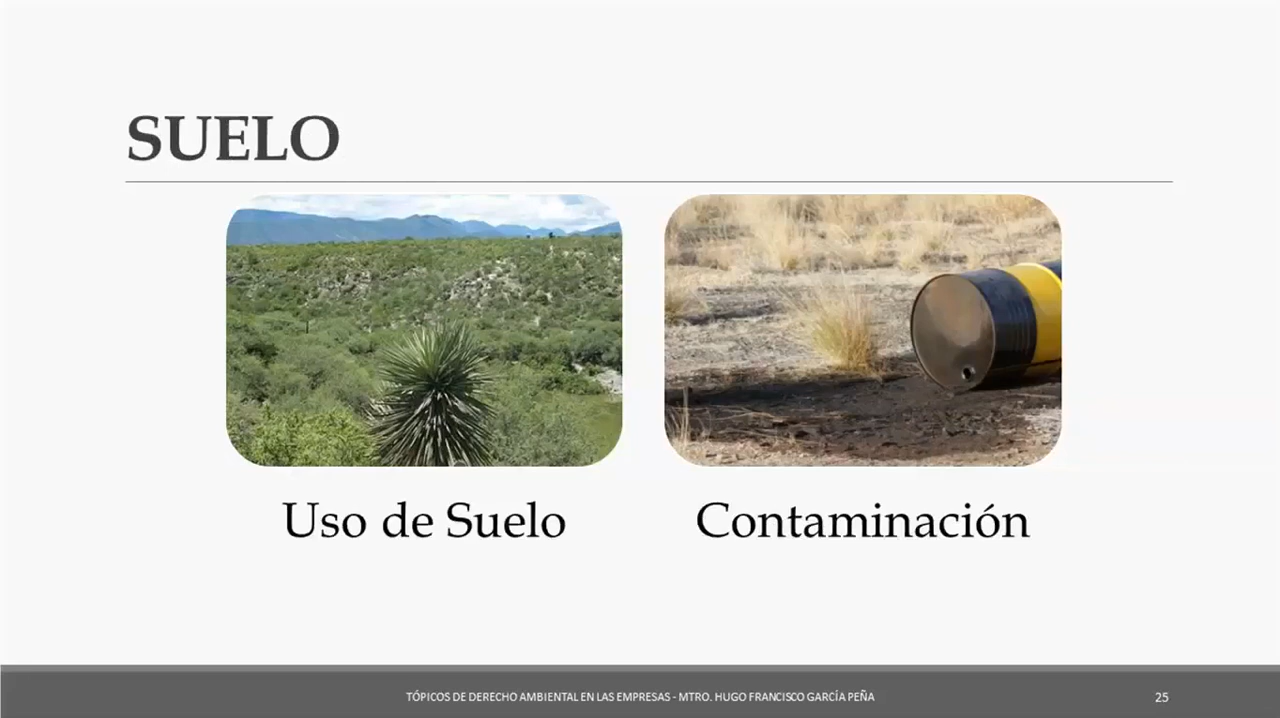 SUELO
Uso de Suelo
Contaminación
TÓPICOS DE DERECHO AMBIENTAL EN LAS EMPRESAS - MTRO. HUGO FRANCISCO GARCÍA PEÑA
25